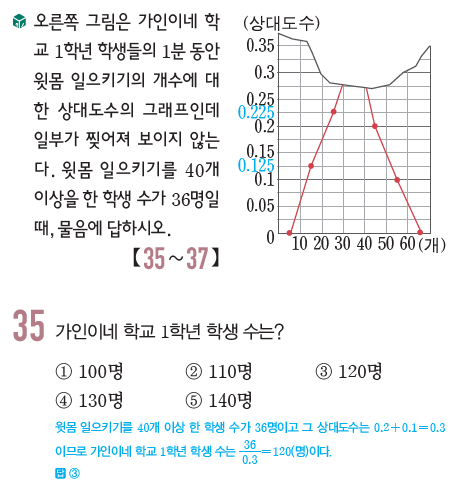 오른쪽 그림은 가인이네 학
교 1학년 학생들의 1분 동안
윗몸 일으키기의 개수에 대
한 상대도수의 그래프인데
일부가 찢어져 보이지 않는
다. 윗몸 일으키기를 40개
이상을 한 학생 수가 36명일
때, 물음에 답하시오.
【35~37】
(상대도수)
0.35
0.3
0.25
0.225
0.2
0.15
0.125
0.1
0.05
0
10 20 30 40 50 60 (개)
35 가인이네 학교 1학년 학생 수는?
① 100명 ② 110명 ③ 120명
④ 130명 ⑤ 140명
윗몸 일으키기를 40개 이상 한 학생 수가 36명이고 그 상대도수는 0.2+0.1=0.3
이므로 가인이네 학교 1학년 학생 수는 36/0.3=120(명)이다.
답 ③